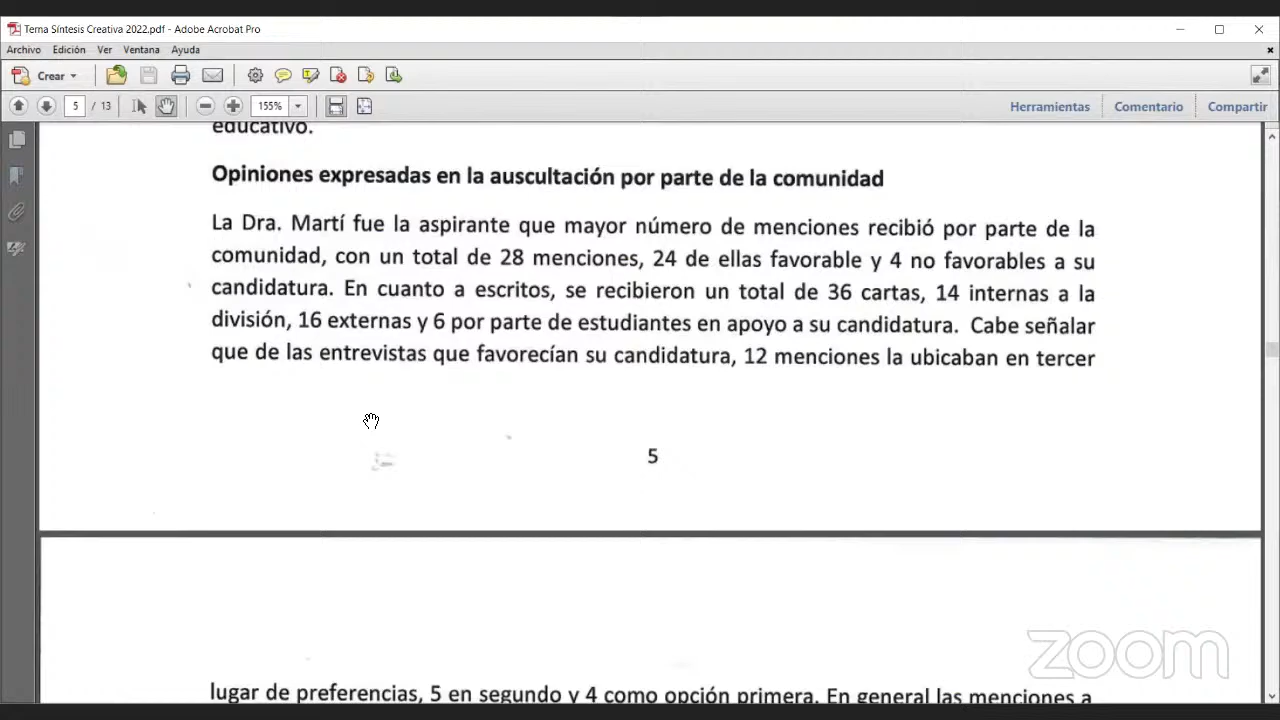 Tema Síntesis Creativa 2022.pdf - Adobe Acrobat Pro
Archivo Edición Ver Ventana Ayuda
Crear
5 / 13 155% Herramientas Comentario Compartir
educativo.
Opiniones expresadas en la auscultación por parte de la comunidad
La Dra. Martí fue la aspirante que mayor número de menciones recibió por parte de la
comunidad, con un total de 28 menciones, 24 de ellas favorable y 4 no favorables a su
candidatura. En cuanto a escritos, se recibieron un total de 36 cartas, 14 internas a la
división, 16 externas y 6 por parte de estudiantes en apoyo a su candidatura. Cabe señalar
que de las entrevistas que favorecían su candidatura, 12 menciones la ubicaban en tercer
5
lugar de preferencias, 5 en segundo y 4 como opción primera. En general las menciones a
zoom